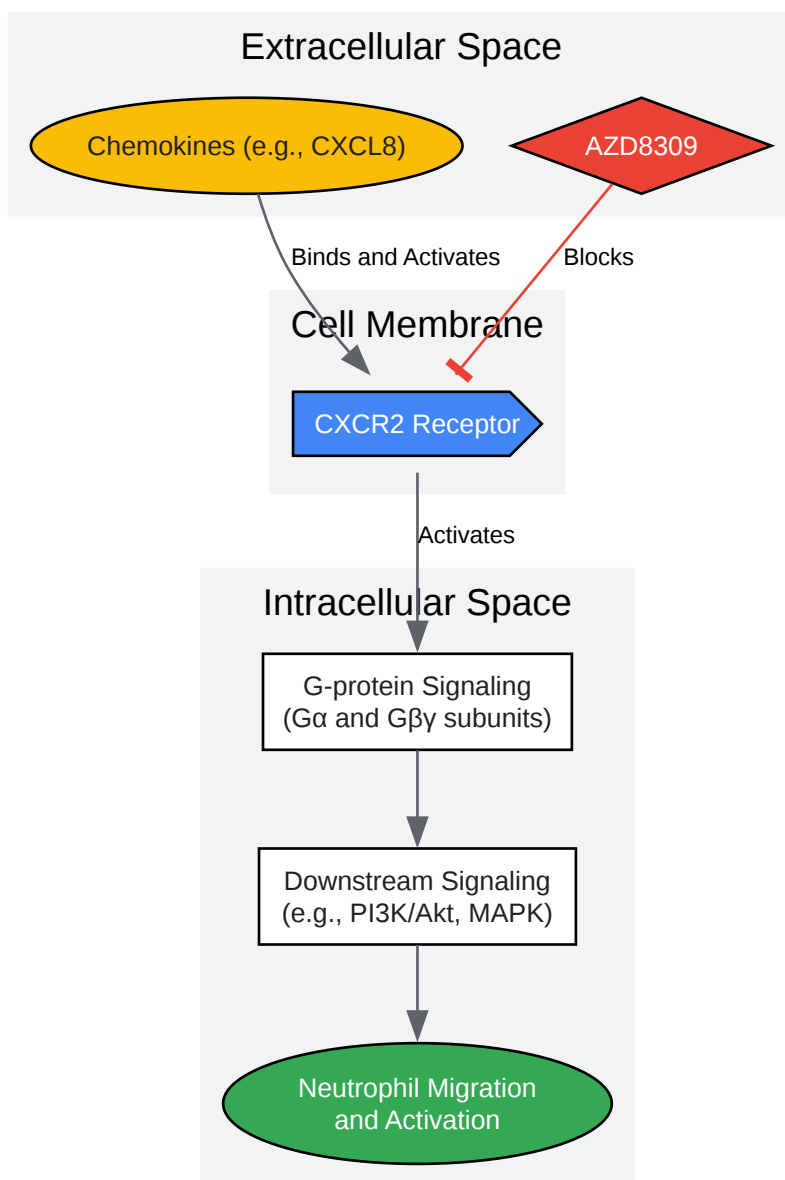 Extracellular Space
Chemokines (e.g., CXCL8)
AZD8309
Binds and Activates
Blocks
Cell Membrane
CXCR2 Receptor
Activates
Intracellular Space
G-protein Signaling
(Gα and Gβγ subunits)
Downstream Signaling
(e.g., PI3K/Akt, MAPK)
Neutrophil Migration
and Activation